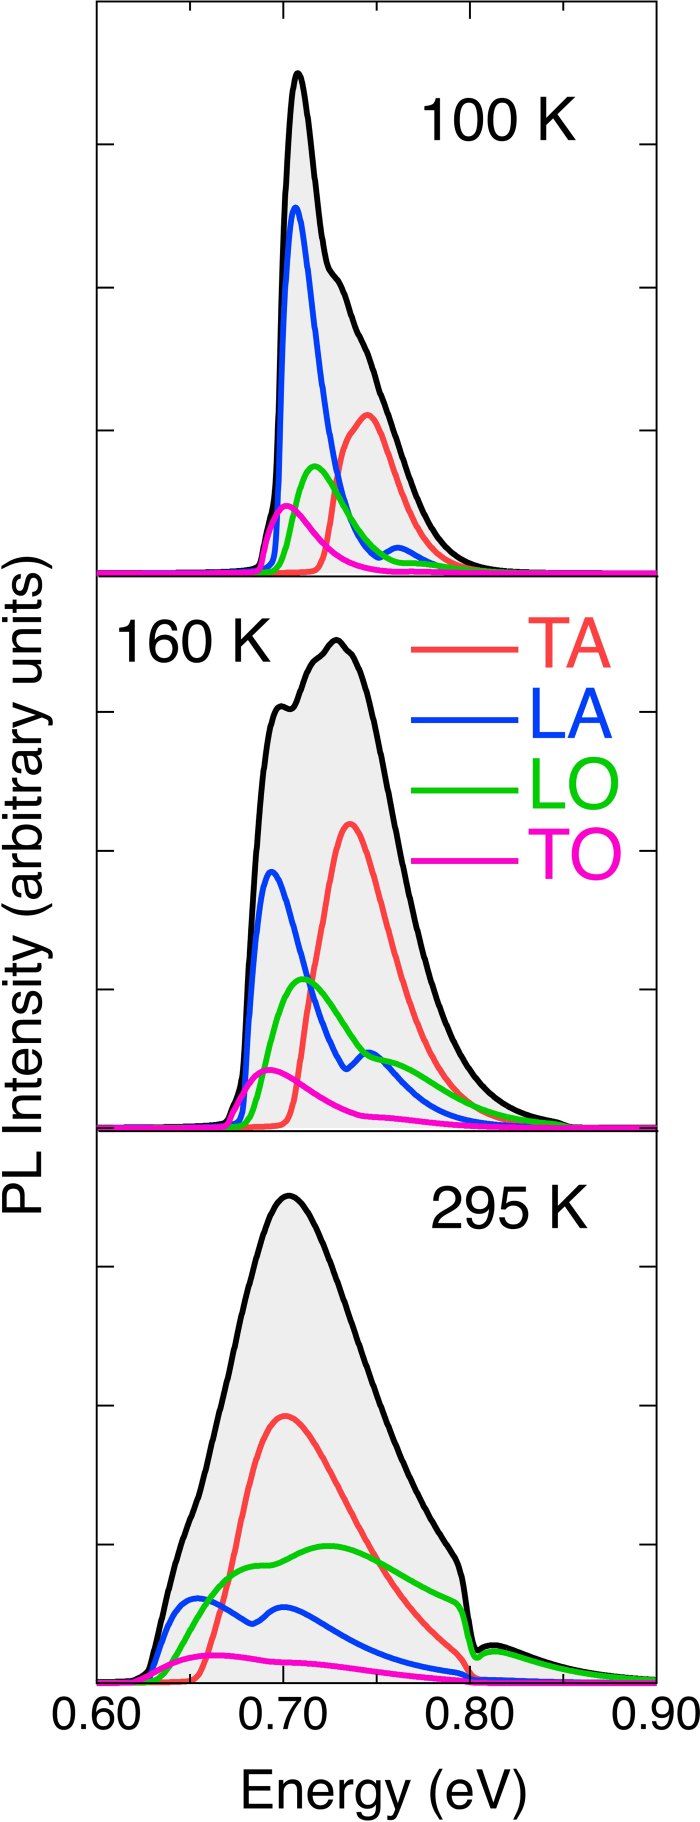 100 K
160 K
TA
LA
LO
TO
295 K
PL Intensity (arbitrary units)
0.60 0.70 0.80 0.90
Energy (eV)